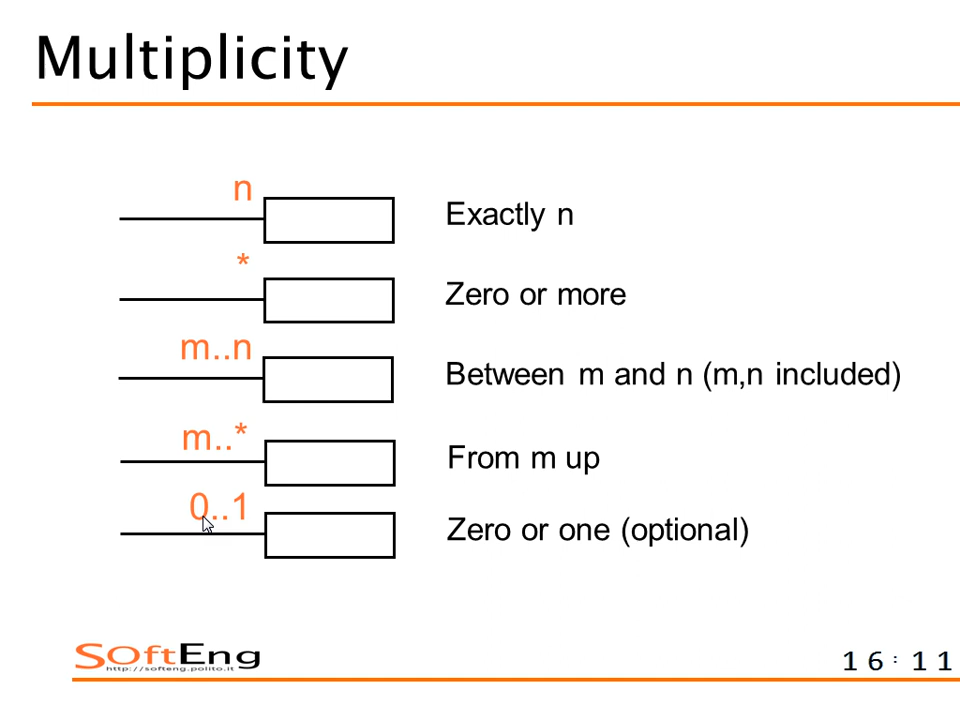 Multiplicity
n
Exactly n
*
Zero or more
m..n
Between m and n (m,n included)
m..*
From m up
0..1
Zero or one (optional)
SOftEng
http://softeng.polito.it
16:11